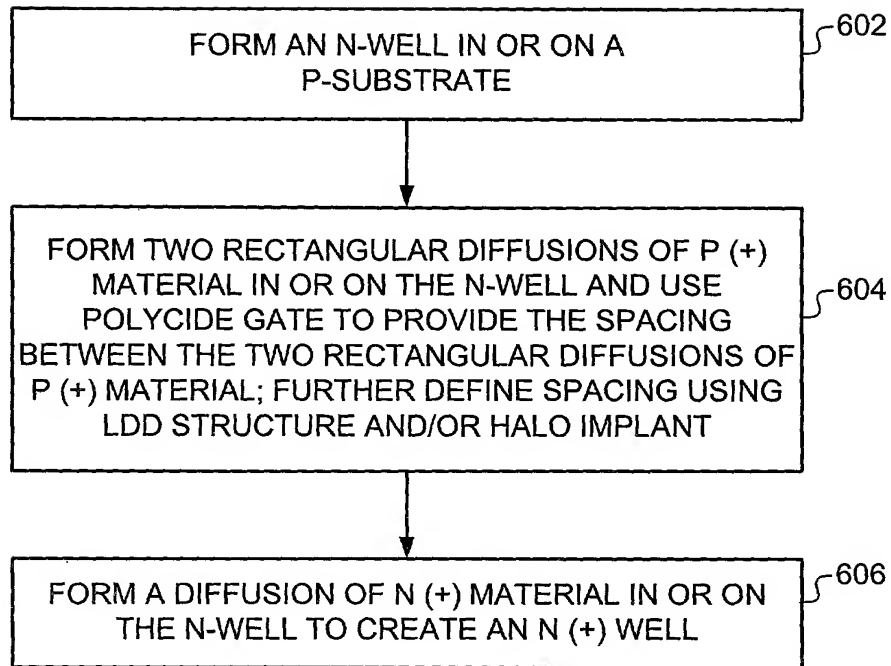 FORM AN N-WELL IN OR ON A
P-SUBSTRATE
602
FORM TWO RECTANGULAR DIFFUSIONS OF P (+)
MATERIAL IN OR ON THE N-WELL AND USE
POLYCIDE GATE TO PROVIDE THE SPACING
BETWEEN THE TWO RECTANGULAR DIFFUSIONS OF
P (+) MATERIAL; FURTHER DEFINE SPACING USING
LDD STRUCTURE AND/OR HALO IMPLANT
604
FORM A DIFFUSION OF N (+) MATERIAL IN OR ON
THE N-WELL TO CREATE AN N (+) WELL
606